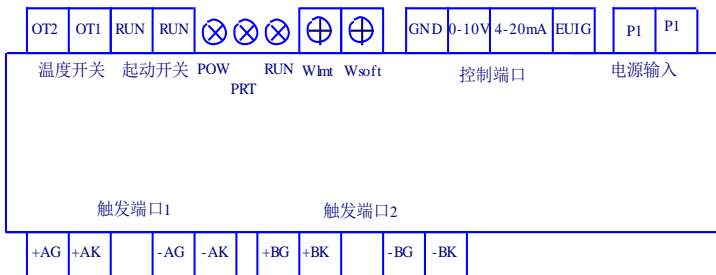 OT2 OT1 RUN RUN GND 0-10V 4-20mA EUIG P1 P1
温度开关 起动开关 POW PRT RUN Wlmt Wsoft 控制端口 电源输入
触发端口1 触发端口2
+AG +AK -AG -AK +BG +BK -BG -BK